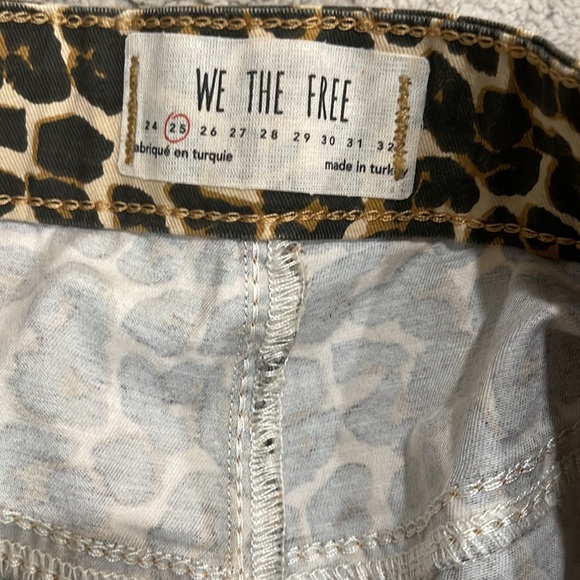 WE THE FREE
24 25 26 27 28 29 30 31 32
abriqué en turquie
made in turkey